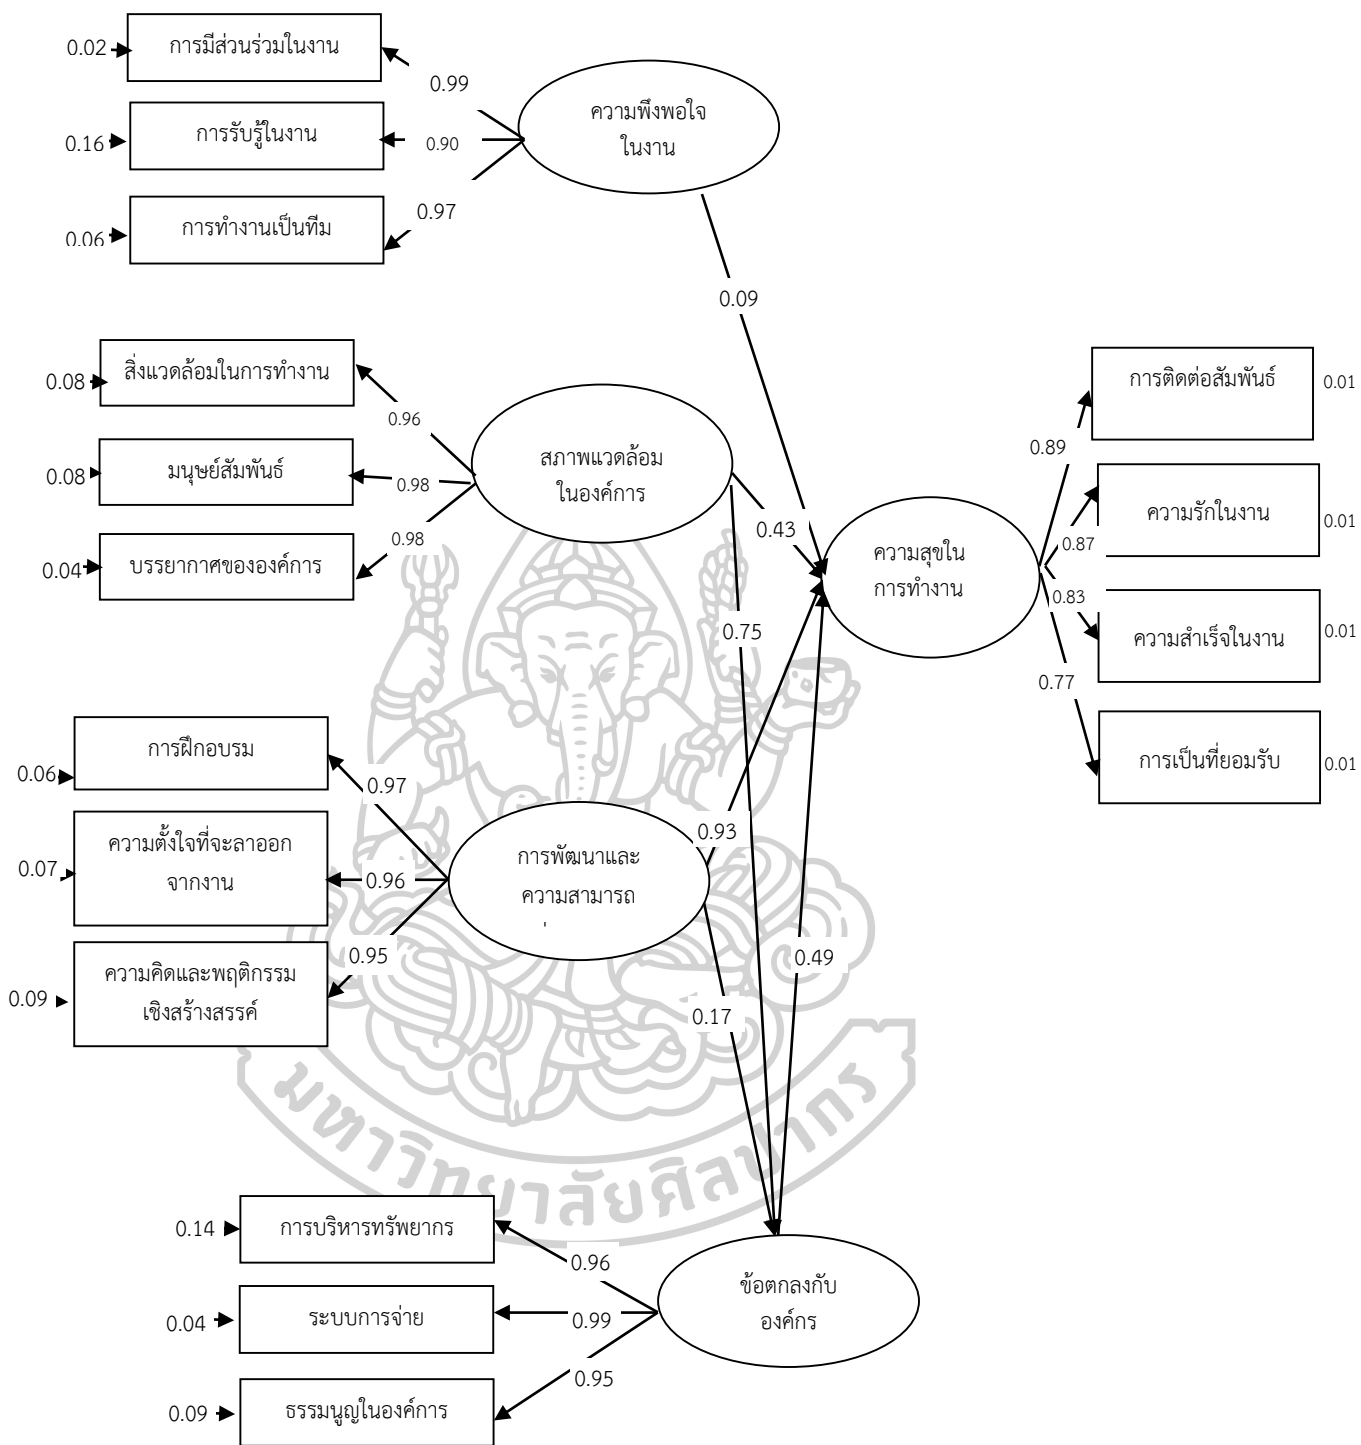 0.02
การมีส่วนร่วมในงาน
0.99
0.16
การรับรู้ในงาน
0.90
0.06
การทำงานเป็นทีม
0.97
ความพึงพอใจ
ในงาน
0.09
0.08
สิ่งแวดล้อมในการทำงาน
0.96
0.08
มนุษย์สัมพันธ์
0.98
0.04
บรรยากาศขององค์การ
0.98
สภาพแวดล้อม
ในองค์การ
0.43
0.75
ความสุขใน
การทำงาน
0.89
การติดต่อสัมพันธ์
0.01
0.87
ความรักในงาน
0.01
0.83
ความสำเร็จในงาน
0.01
0.77
การเป็นที่ยอมรับ
0.01
0.06
การฝึกอบรม
0.97
0.07
ความตั้งใจที่จะลาออก
จากงาน
0.96
0.09
ความคิดและพฤติกรรม
เชิงสร้างสรรค์
0.95
การพัฒนาและ
ความสามารถ
0.93
0.17
0.49
มหาวิทยาลัยศิลปากร
0.14
การบริหารทรัพยากร
0.96
0.04
ระบบการจ่าย
0.99
0.09
ธรรมนูญในองค์การ
0.95
ข้อตกลงกับ
องค์กร